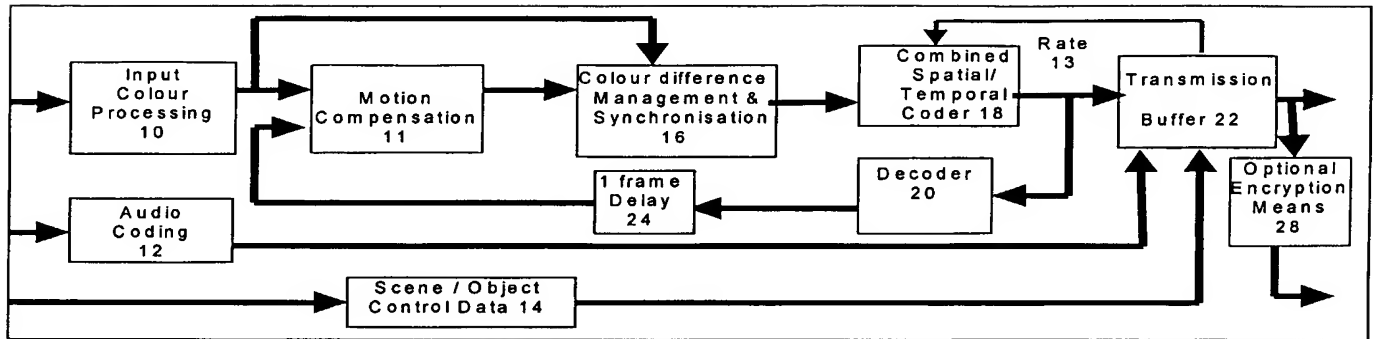 Input
Colour
Processing
10
Motion
Compensation
11
Colour difference
Management &
Synchronisation
16
Combined
Spatial/
Temporal
Coder 18
Rate
13
Transmission
Buffer 22
Optional
Encryption
Means
28
Decoder
20
1 frame
Delay
24
Audio
Coding
12
Scene / Object
Control Data 14